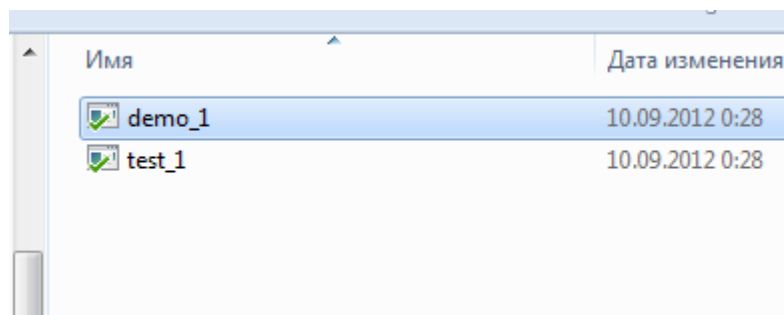 Имя Дата изменения
demo_1 10.09.2012 0:28
test_1 10.09.2012 0:28